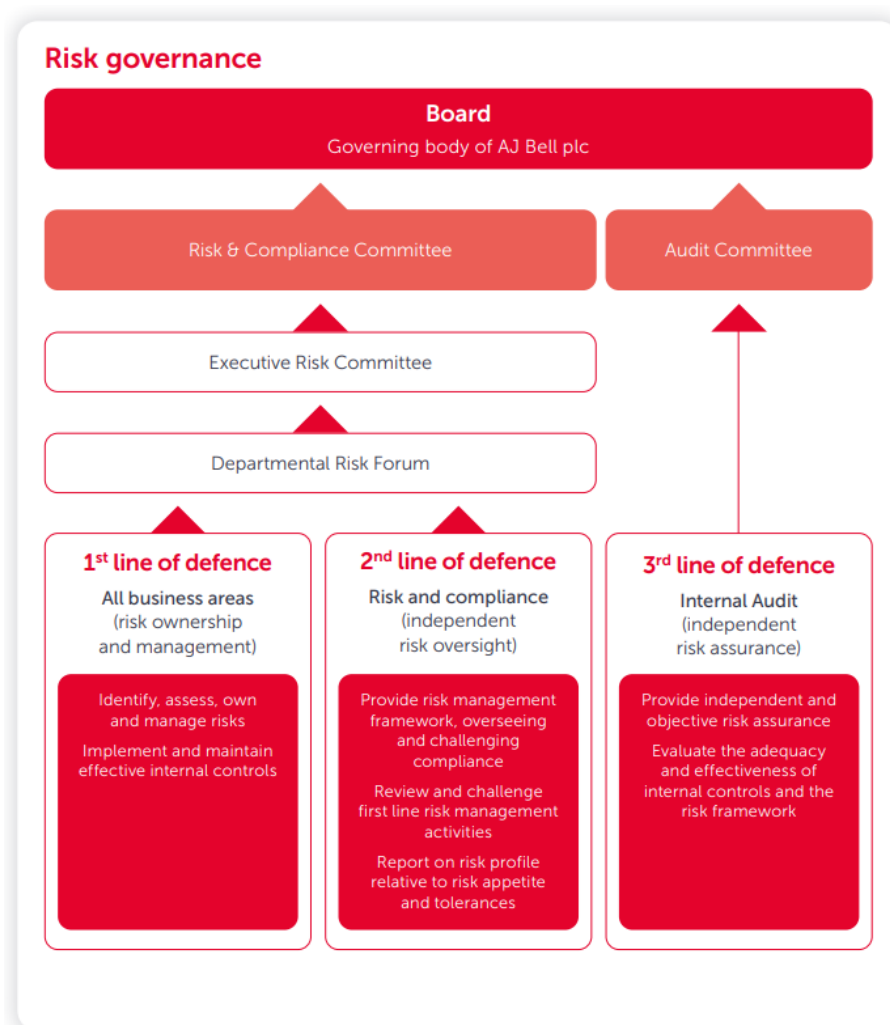 Risk governance
Board
Governing body of AJ Bell plc
Risk & Compliance Committee
Audit Committee
Executive Risk Committee
Departmental Risk Forum
1st line of defence
All business areas
(risk ownership
and management)
Identify, assess, own
and manage risks
Implement and maintain
effective internal controls
2nd line of defence
Risk and compliance
(independent
risk oversight)
Provide risk management
framework, overseeing
and challenging
compliance
Review and challenge
first line risk management
activities
Report on risk profile
relative to risk appetite
and tolerances
3rd line of defence
Internal Audit
(independent
risk assurance)
Provide independent and
objective risk assurance
Evaluate the adequacy
and effectiveness of
internal controls and the
risk framework